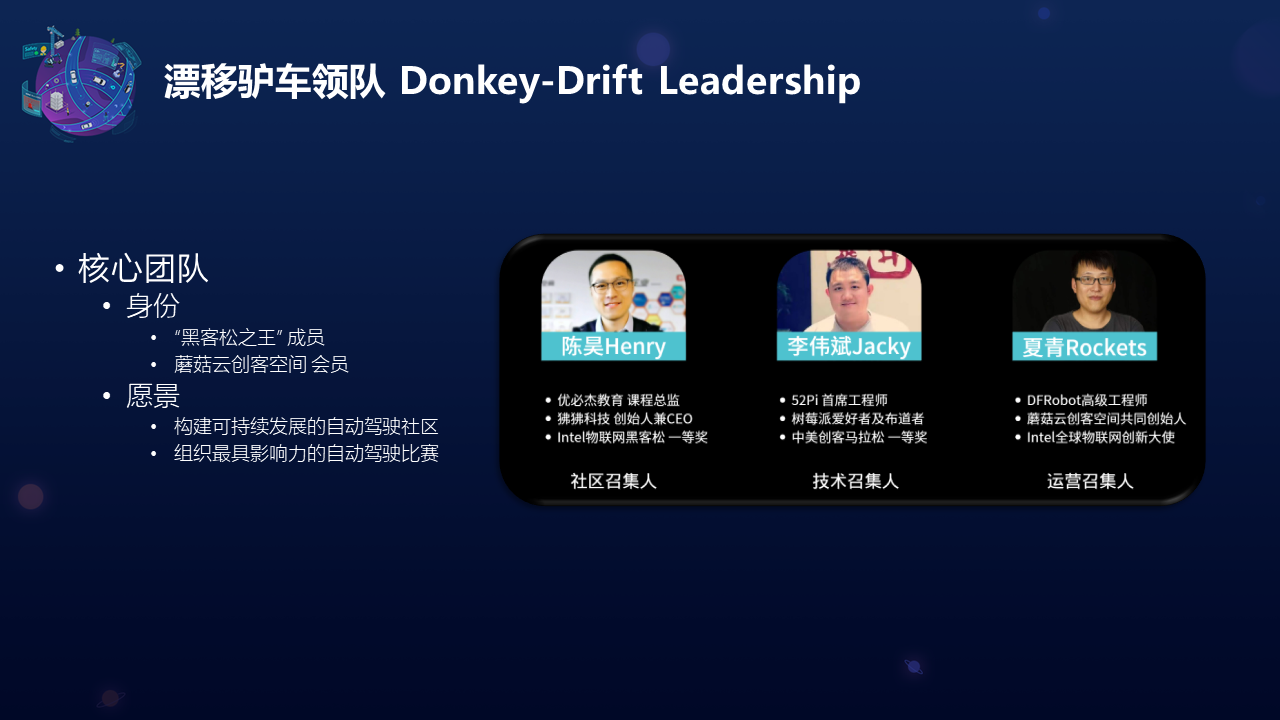 漂移驴车领队 Donkey-Drift Leadership
• 核心团队
• 身份
• “黑客松之王” 成员
• 蘑菇云创客空间 会员
• 愿景
• 构建可持续发展的自动驾驶社区
• 组织最具影响力的自动驾驶比赛
陈昊Henry
• 优必杰教育 课程总监
• 狒狒科技 创始人兼CEO
• Intel物联网黑客松 一等奖
社区召集人
李伟斌Jacky
• 52Pi 首席工程师
• 树莓派爱好者及布道者
• 中美创客马拉松 一等奖
技术召集人
夏青Rockets
• DFRobot高级工程师
• 蘑菇云创客空间共同创始人
• Intel全球物联网创新大使
运营召集人